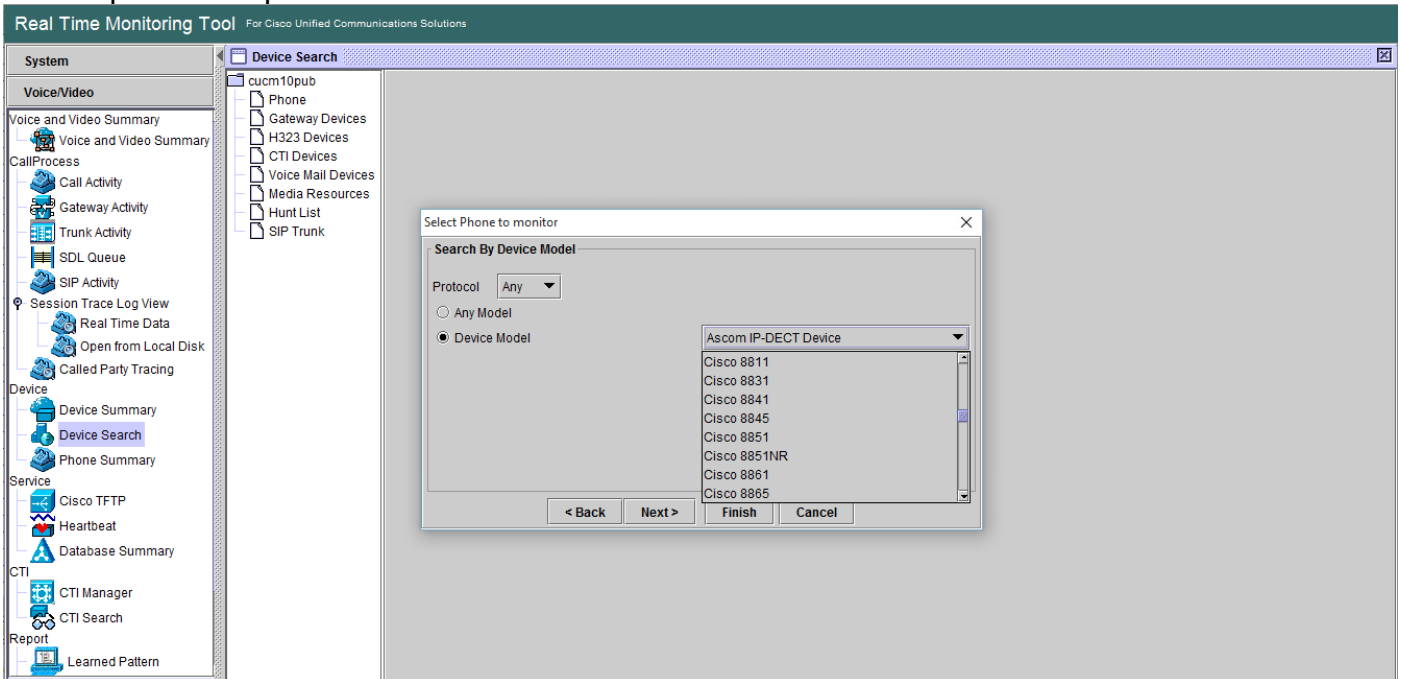 Real Time Monitoring Tool For Cisco Unified Communications Solutions
System
Voice/Video
Voice and Video Summary
Voice and Video Summary
CallProcess
Call Activity
Gateway Activity
Trunk Activity
SDL Queue
SIP Activity
Session Trace Log View
Real Time Data
Open from Local Disk
Called Party Tracing
Device
Device Summary
Device Search
Phone Summary
Service
Cisco TFTP
Heartbeat
Database Summary
CTI
CTI Manager
CTI Search
Report
Learned Pattern
Device Search
cucm10pub
Phone
Gateway Devices
H323 Devices
CTI Devices
Voice Mail Devices
Media Resources
Hunt List
SIP Trunk
Select Phone to monitor
Search By Device Model
Protocol Any
Any Model
Device Model Ascom IP-DECT Device
Cisco 8811
Cisco 8831
Cisco 8841
Cisco 8845
Cisco 8851
Cisco 8851NR
Cisco 8861
Cisco 8865
< Back Next > Finish Cancel